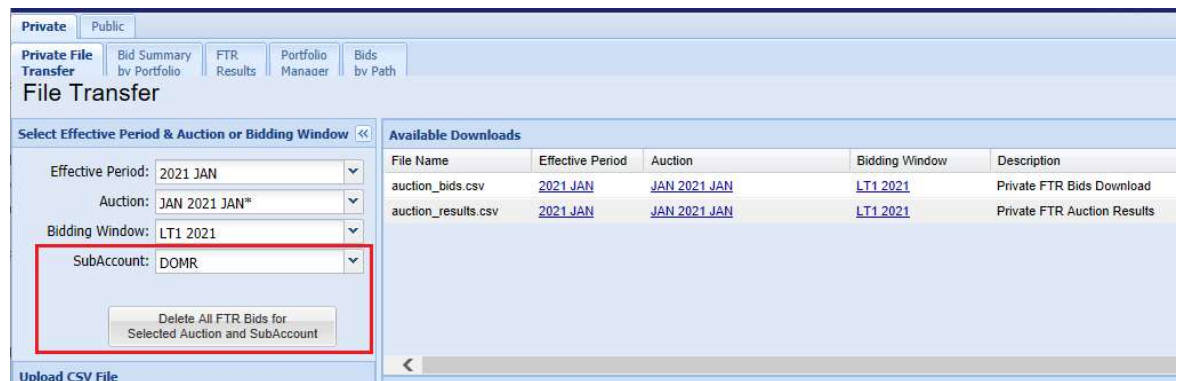 Private Public
Private File Transfer
Bid Summary by Portfolio
FTR Results
Portfolio Manager
Bids by Path
File Transfer
Select Effective Period & Auction or Bidding Window
Effective Period: 2021 JAN
Auction: JAN 2021 JAN*
Bidding Window: LT1 2021
SubAccount: DOMR
Delete All FTR Bids for
Selected Auction and SubAccount
Upload CSV File
Available Downloads
File Name Effective Period Auction Bidding Window Description
auction_bids.csv 2021 JAN JAN 2021 JAN LT1 2021 Private FTR Bids Download
auction_results.csv 2021 JAN JAN 2021 JAN LT1 2021 Private FTR Auction Results